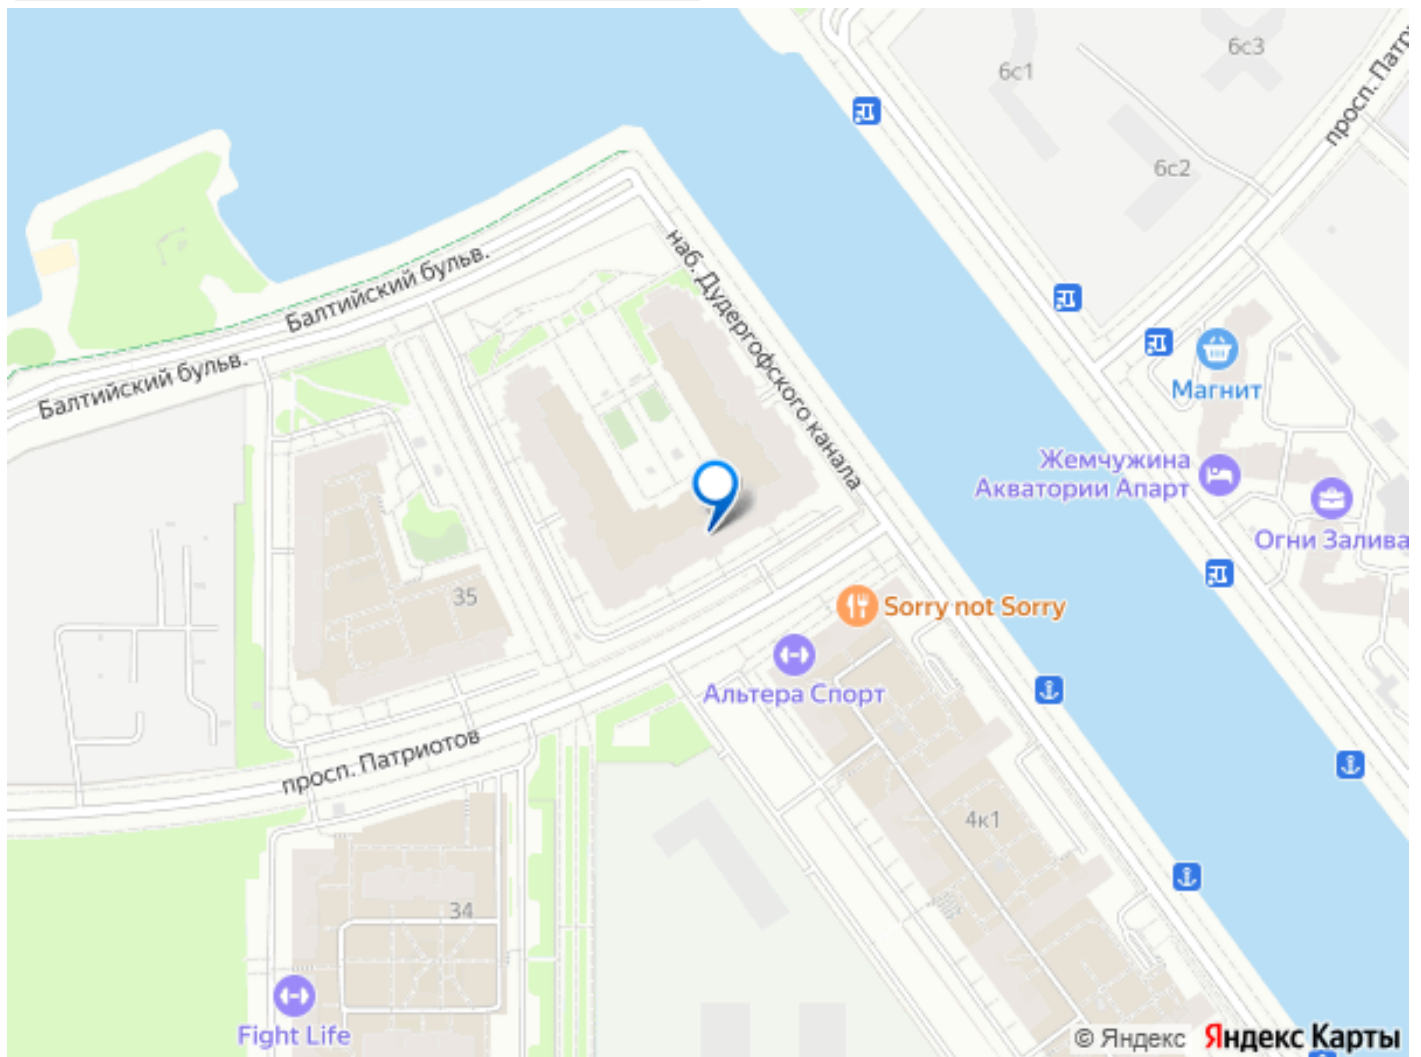 6с3
6с1
просп. Патр
6с2
наб. Дудергофского канала
Балтийский бульв.
Балтийский бульв.
Магнит
Жемчужина
Акватории Апарт
Огни Залива
35
Sorry not Sorry
Альтера Спорт
просп. Патриотов
4к1
34
Fight Life
© Яндекс Яндекс Карты